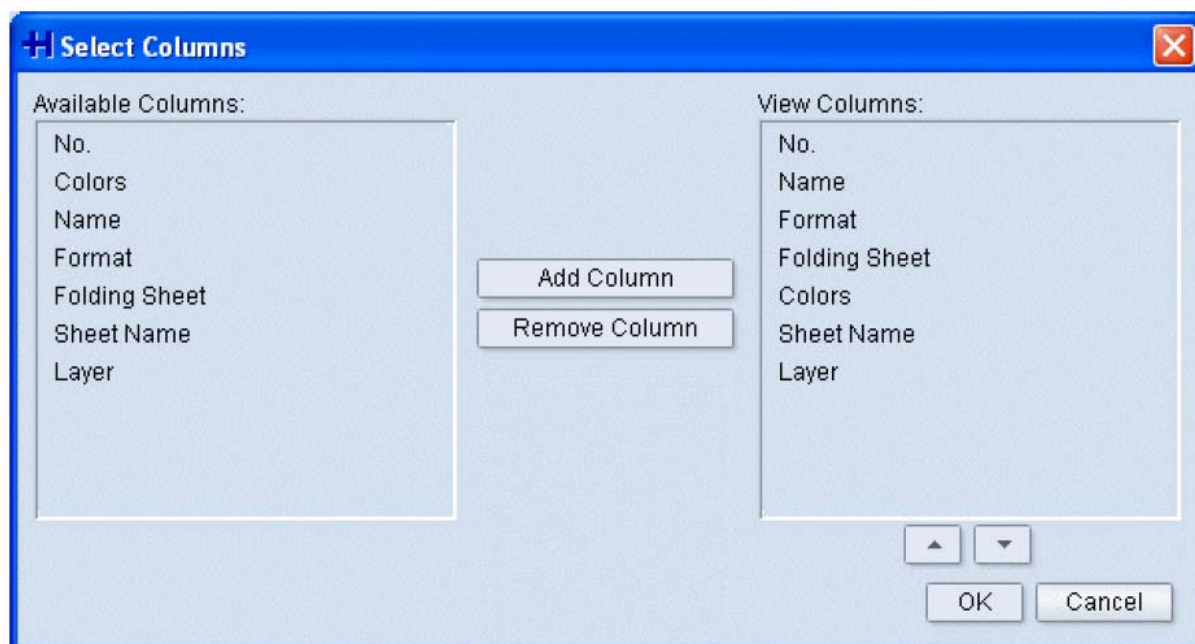 Select Columns
Available Columns:
No.
Colors
Name
Format
Folding Sheet
Sheet Name
Layer
Add Column
Remove Column
View Columns:
No.
Name
Format
Folding Sheet
Colors
Sheet Name
Layer
OK
Cancel